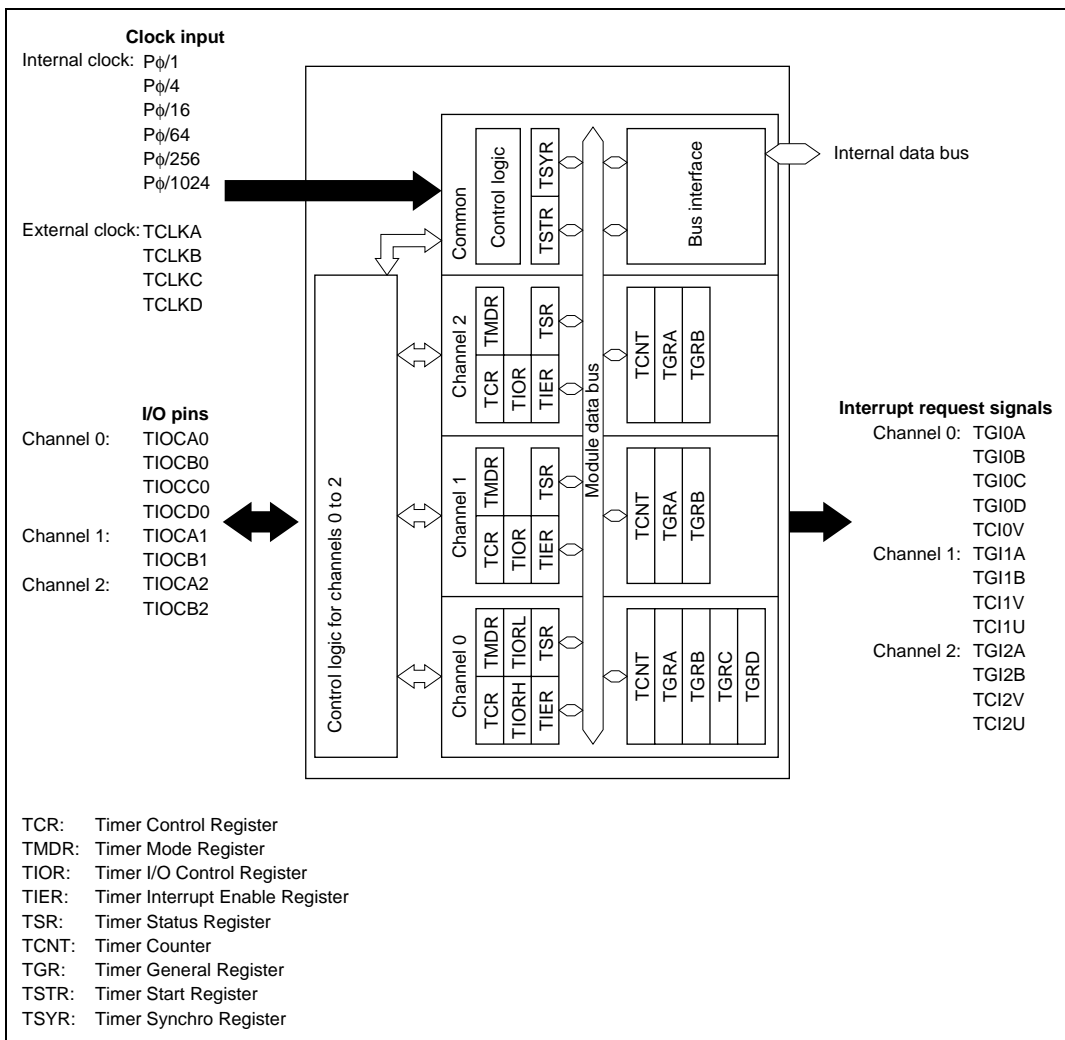 Clock input
Internal clock: Pϕ/1
Pϕ/4
Pϕ/16
Pϕ/64
Pϕ/256
Pϕ/1024
External clock: TCLKA
TCLKB
TCLKC
TCLKD
I/O pins
Channel 0: TIOCA0
TIOCB0
TIOCC0
TIOCD0
Channel 1: TIOCA1
TIOCB1
Channel 2: TIOCA2
TIOCB2
Control logic for channels 0 to 2
Common
Control logic
TSTR
TSYR
Bus interface
Internal data bus
Module data bus
Channel 2
TCR
TMDR
TIOR
TIER
TSR
TCNT
TGRA
TGRB
Channel 1
TCR
TMDR
TIOR
TIER
TSR
TCNT
TGRA
TGRB
Channel 0
TCR
TMDR
TIORH
TIORL
TIER
TSR
TCNT
TGRA
TGRB
TGRC
TGRD
Interrupt request signals
Channel 0: TGI0A
TGI0B
TGI0C
TGI0D
TCI0V
Channel 1: TGI1A
TGI1B
TCI1V
TCI1U
Channel 2: TGI2A
TGI2B
TCI2V
TCI2U
TCR: Timer Control Register
TMDR: Timer Mode Register
TIOR: Timer I/O Control Register
TIER: Timer Interrupt Enable Register
TSR: Timer Status Register
TCNT: Timer Counter
TGR: Timer General Register
TSTR: Timer Start Register
TSYR: Timer Synchro Register